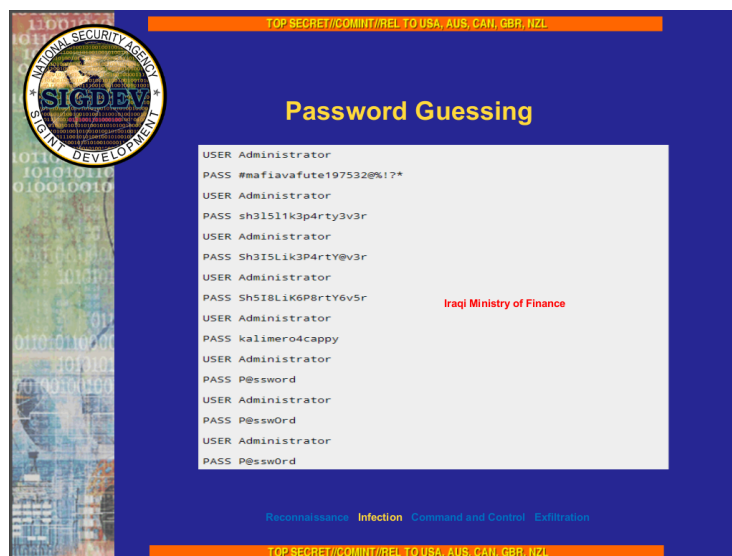 TOP SECRET//COMINT//REL TO USA, AUS, CAN, GBR, NZL
NATIONAL SECURITY AGENCY
SIGDEV
SIGINT DEVELOPMENT
Password Guessing
USER Administrator
PASS #mafiavafute197532@%!?*
USER Administrator
PASS sh3l5l1k3p4rty3v3r
USER Administrator
PASS Sh3I5Lik3P4rtY@v3r
USER Administrator
PASS Sh5I8LiK6P8rtY6v5r
Iraqi Ministry of Finance
USER Administrator
PASS kalimero4cappy
USER Administrator
PASS P@ssword
USER Administrator
PASS P@sswOrd
USER Administrator
PASS P@ssw0rd
Reconnaissance Infection Command and Control Exfiltration
TOP SECRET//COMINT//REL TO USA, AUS, CAN, GBR, NZL